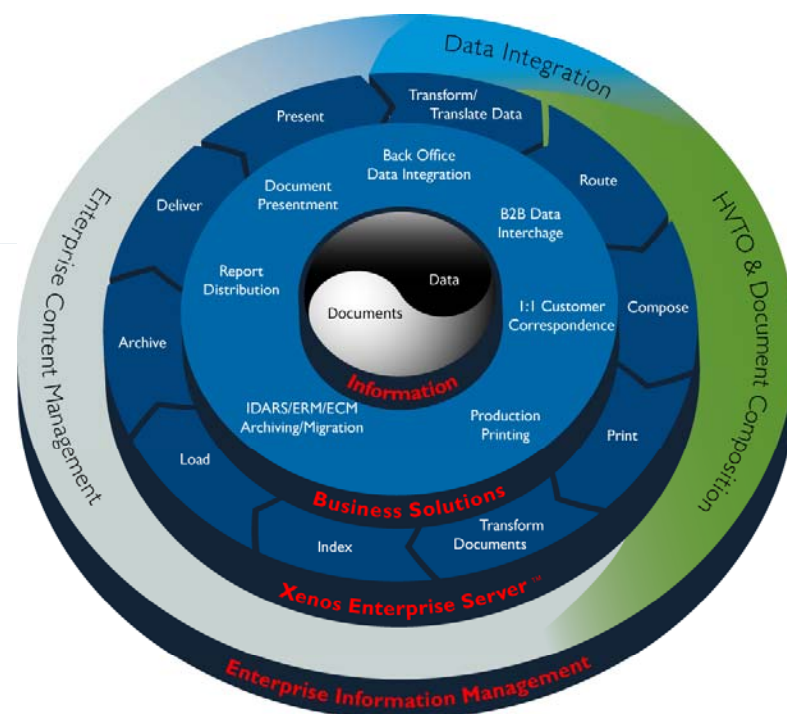 Data Integration
HVTO & Document Composition
Enterprise Content Management
Transform/
Translate Data
Route
Compose
Print
Transform
Documents
Index
Load
Archive
Deliver
Present
Back Office
Data Integration
B2B Data
Interchage
1:1 Customer
Correspondence
Production
Printing
IDARS/ERM/ECM
Archiving/Migration
Report
Distribution
Document
Presentment
Data
Documents
Information
Business Solutions
Xenos Enterprise Server™
Enterprise Information Management